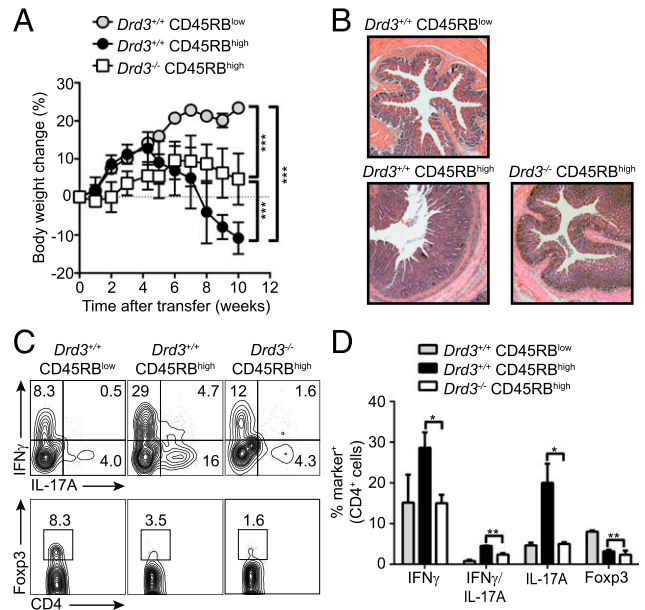 A
Drd3+/+ CD45RBlow
Drd3+/+ CD45RBhigh
Drd3-/- CD45RBhigh
Body weight change (%)
30
20
10
0
-10
-20
0 2 4 6 8 10 12
Time after transfer (weeks)
***
***
***
B
Drd3+/+ CD45RBlow
Drd3+/+ CD45RBhigh
Drd3-/- CD45RBhigh
C
Drd3+/+
CD45RBlow
Drd3+/+
CD45RBhigh
Drd3-/-
CD45RBhigh
8.3 0.5
4.0
29 4.7
16
12 1.6
4.3
IFNγ
IL-17A
8.3
3.5
1.6
Foxp3
CD4
D
Drd3+/+ CD45RBlow
Drd3+/+ CD45RBhigh
Drd3-/- CD45RBhigh
% marker+
(CD4+ cells)
40
30
20
10
0
*
**
*
**
IFNγ
IFNγ/
IL-17A
IL-17A
Foxp3